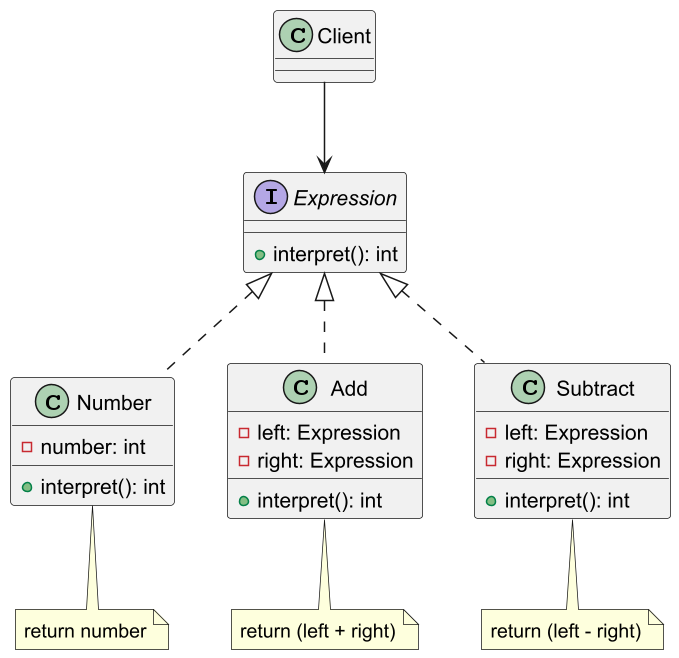 C Client
I Expression
interpret(): int
C Number
number: int
interpret(): int
C Add
left: Expression
right: Expression
interpret(): int
C Subtract
left: Expression
right: Expression
interpret(): int
return number
return (left + right)
return (left - right)